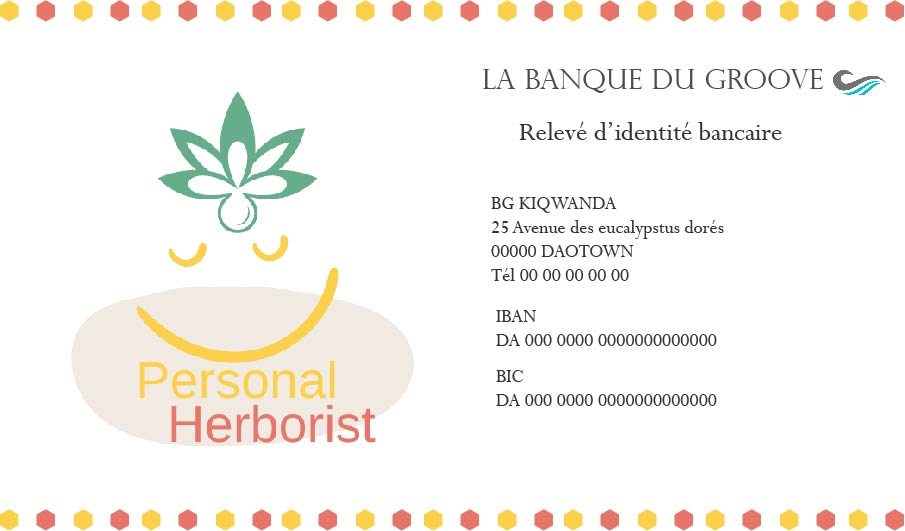 Personal
Herborist
LA BANQUE DU GROOVE
Relevé d’identité bancaire
BG KIQWANDA
25 Avenue des eucalypstus dorés
00000 DAOTOWN
Tél 00 00 00 00 00
IBAN
DA 000 0000 0000000000000
BIC
DA 000 0000 0000000000000